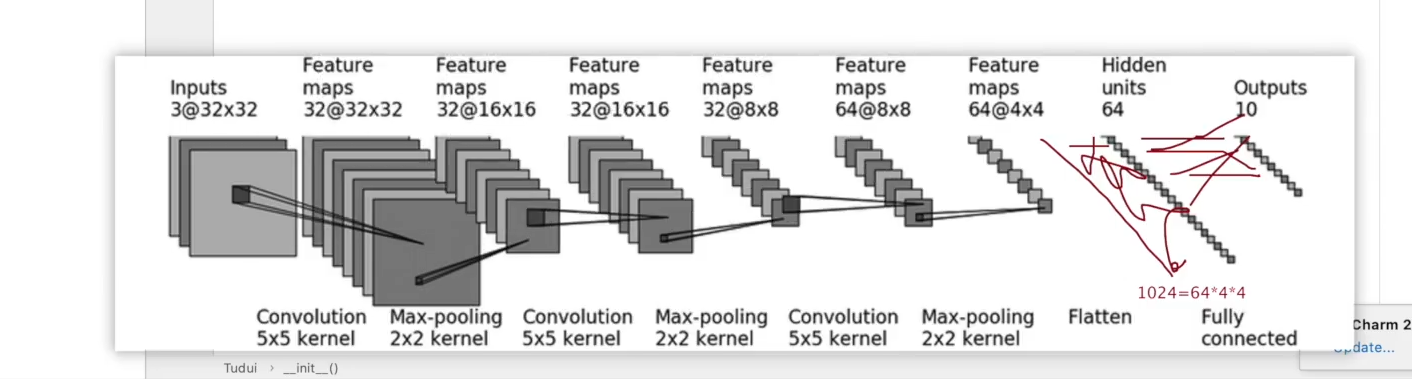 Inputs
3@32x32
Feature
maps
32@32x32
Feature
maps
32@16x16
Feature
maps
32@16x16
Feature
maps
32@8x8
Feature
maps
64@8x8
Feature
maps
64@4x4
Hidden
units
64
Outputs
10
1024=64*4*4
Convolution
5x5 kernel
Max-pooling
2x2 kernel
Convolution
5x5 kernel
Max-pooling
2x2 kernel
Convolution
5x5 kernel
Max-pooling
2x2 kernel
Flatten
Fully
connected
Charm 2
Update...
Tudui > __init__()